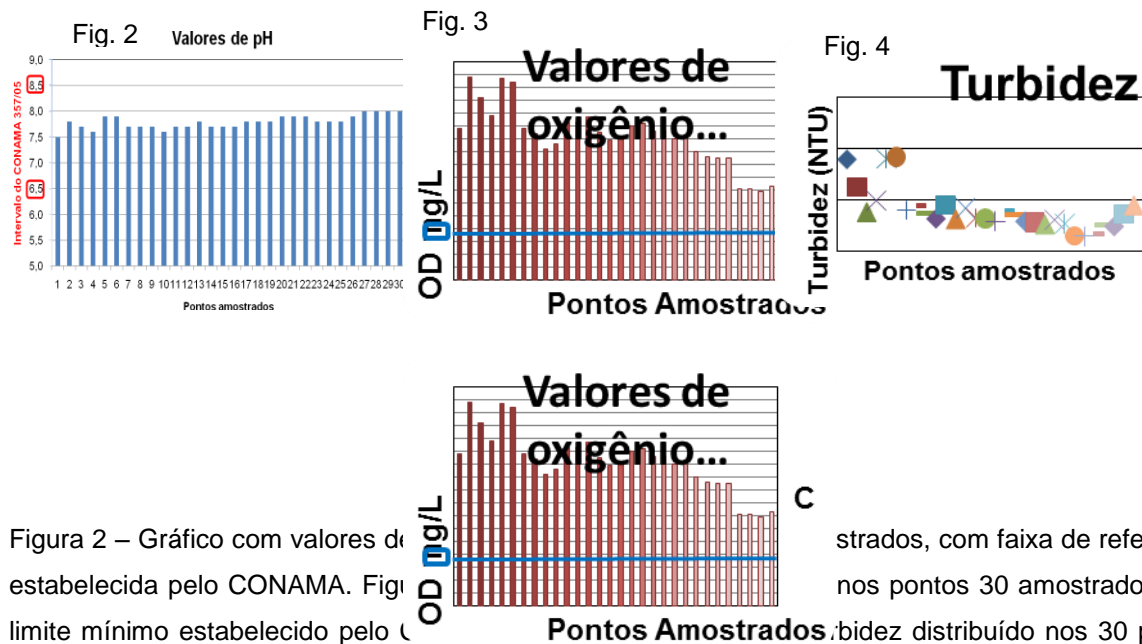 Fig. 2
Valores de pH
9,0
8,5
8,0
7,5
7,0
6,5
6,0
5,5
5,0
Intervalo do CONAMA 357/05
1 2 3 4 5 6 7 8 9 10 11 12 13 14 15 16 17 18 19 20 21 22 23 24 25 26 27 28 29 30
Pontos amostrados
Fig. 3
Valores de
oxigênio...
OD mg/L
Pontos Amostrados
Fig. 4
Turbidez
Turbidez (NTU)
Pontos amostrados
Valores de
oxigênio...
OD mg/L
Pontos Amostrados
C
Figura 2 – Gráfico com valores de strados, com faixa de refe
estabelecida pelo CONAMA. Figu nos pontos 30 amostrado
limite mínimo estabelecido pelo bidez distribuído nos 30